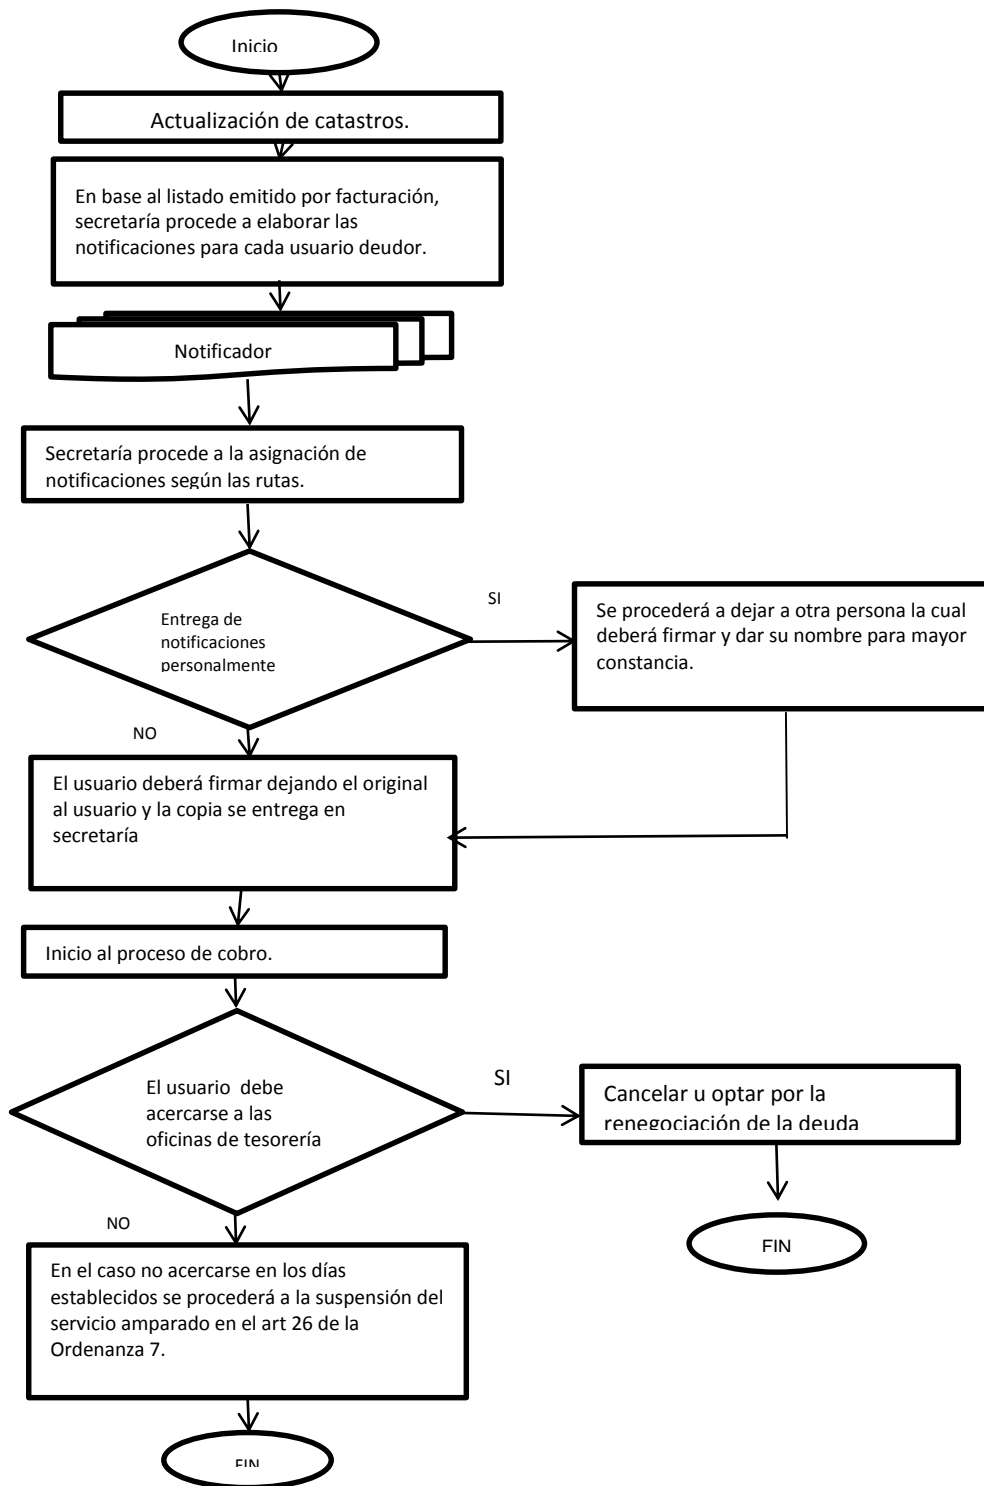 Inicio
Actualización de catastros.
En base al listado emitido por facturación,
secretaría procede a elaborar las
notificaciones para cada usuario deudor.
Notificador
Secretaría procede a la asignación de
notificaciones según las rutas.
Entrega de
notificaciones
personalmente
SI
Se procederá a dejar a otra persona la cual
deberá firmar y dar su nombre para mayor
constancia.
NO
El usuario deberá firmar dejando el original
al usuario y la copia se entrega en
secretaría
Inicio al proceso de cobro.
El usuario debe
acercarse a las
oficinas de tesorería
SI
Cancelar u optar por la
renegociación de la deuda
FIN
NO
En el caso no acercarse en los días
establecidos se procederá a la suspensión del
servicio amparado en el art 26 de la
Ordenanza 7.
FIN